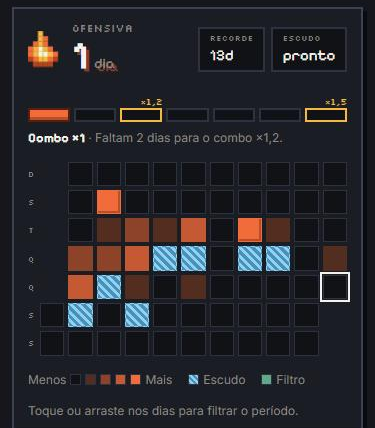 OFENSIVA
1 dia
RECORDE
13d
ESCUDO
pronto
×1,2
×1,5
Combo ×1 · Faltam 2 dias para o combo ×1,2.
D
S
T
Q
Q
S
S
Menos
Mais
Escudo
Filtro
Toque ou arraste nos dias para filtrar o período.